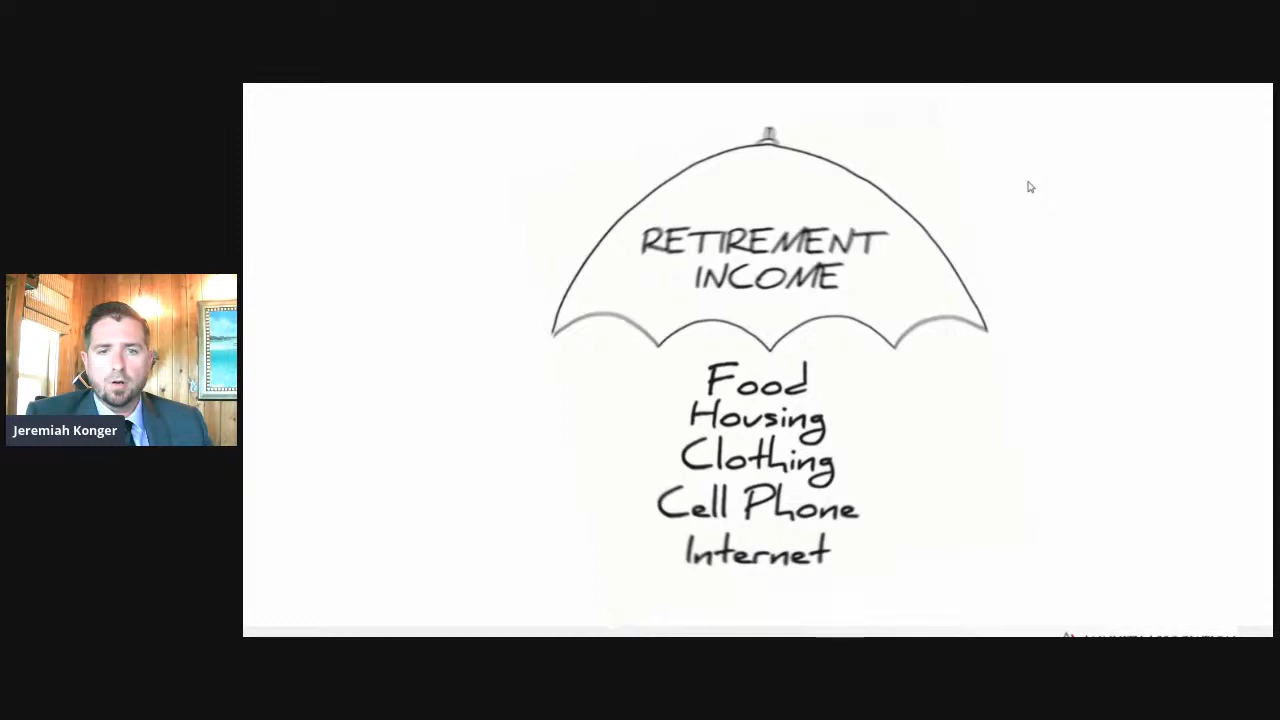 RETIREMENT
INCOME
Food
Housing
Clothing
Cell Phone
Internet
Jeremiah Konger